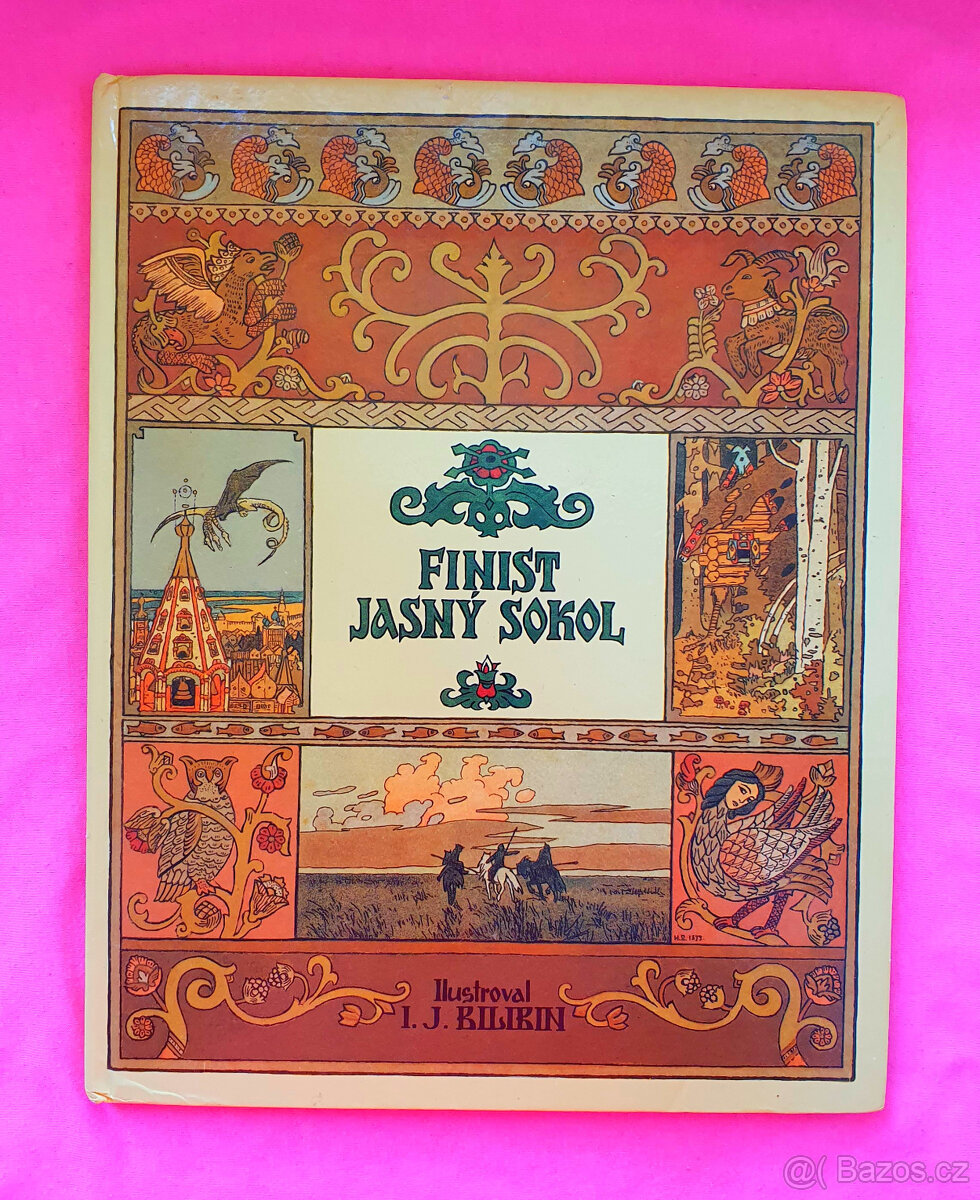 FINIST
JASNÝ SOKOL
Ilustroval
I. J. BILIBIN
@( Bazos.cz